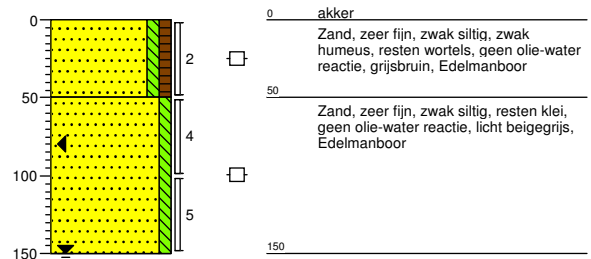 0
50
100
150
2
4
5
0 akker
Zand, zeer fijn, zwak siltig, zwak
humeus, resten wortels, geen olie-water
reactie, grijsbruin, Edelmanboor
50
Zand, zeer fijn, zwak siltig, resten klei,
geen olie-water reactie, licht beigegrijs,
Edelmanboor
150